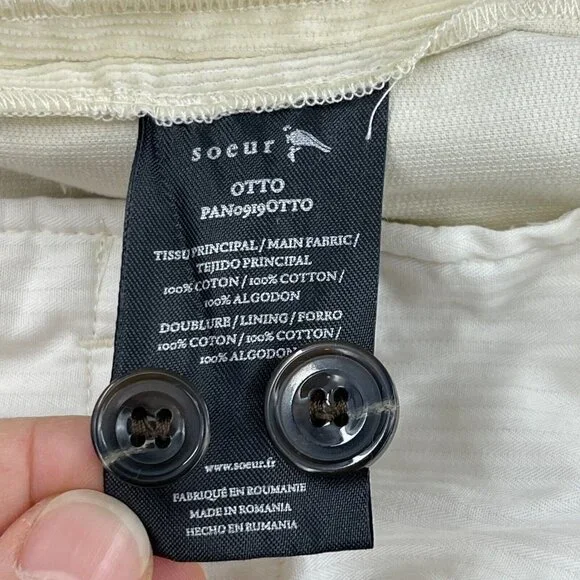 soeur
OTTO
PAN0919OTTO
TISSU PRINCIPAL / MAIN FABRIC /
TEJIDO PRINCIPAL
100% COTON / 100% COTTON /
100% ALGODON
DOUBLURE / LINING / FORRO
100% COTON / 100% COTTON /
100% ALGODON
www.soeur.fr
FABRIQUÉ EN ROUMANIE
MADE IN ROMANIA
HECHO EN RUMANIA